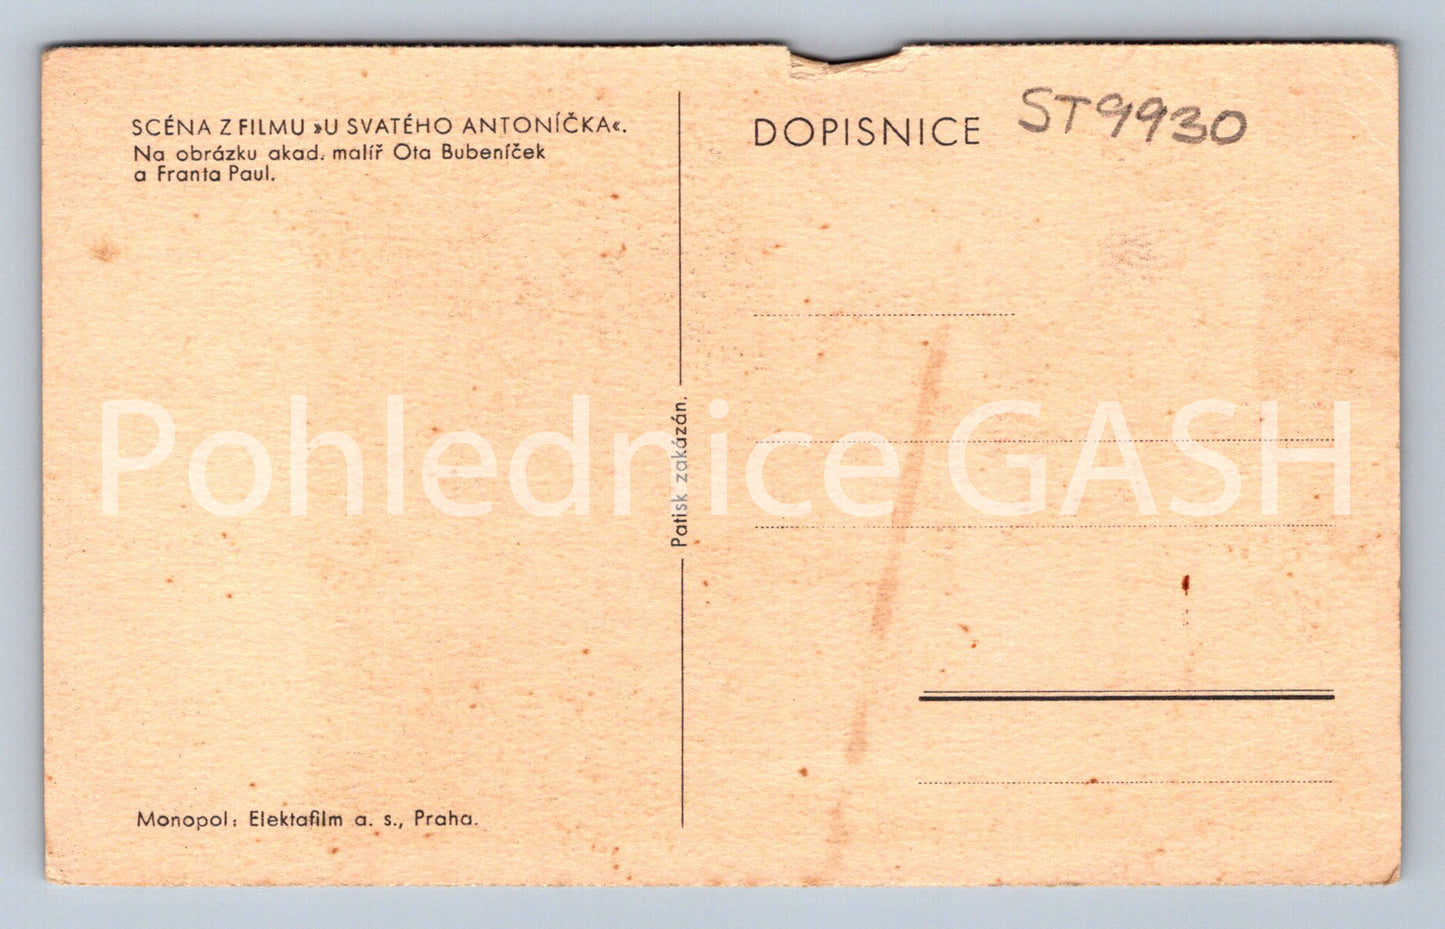 SCÉNA Z FILMU »U SVATÉHO ANTONÍČKA«.
Na obrázku akad. malíř Ota Bubeníček
a Franta Paul.
Monopol: Elektafilm a. s., Praha.
Patisk zakázán.
DOPISNICE
ST9930
Pohlednice GASH